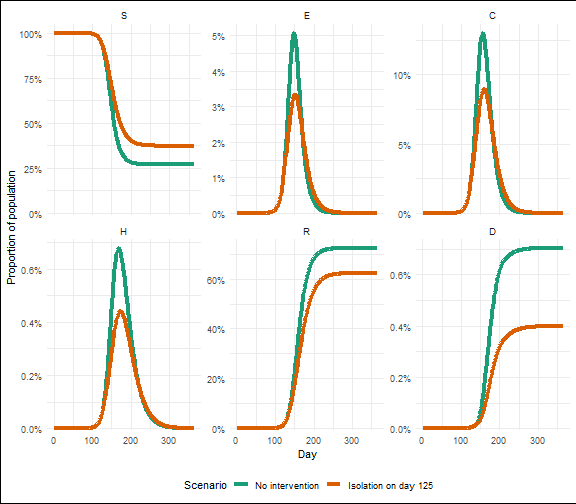 S E C
100% 5%
4% 10%
75%
3%
50%
2% 5%
25%
1%
0% 0% 0%
Proportion of population
H R D
0.6% 60% 0.6%
0.4% 40% 0.4%
0.2% 20% 0.2%
0.0% 0% 0.0%
0 100 200 300 0 100 200 300 0 100 200 300
Day
Scenario No intervention Isolation on day 125